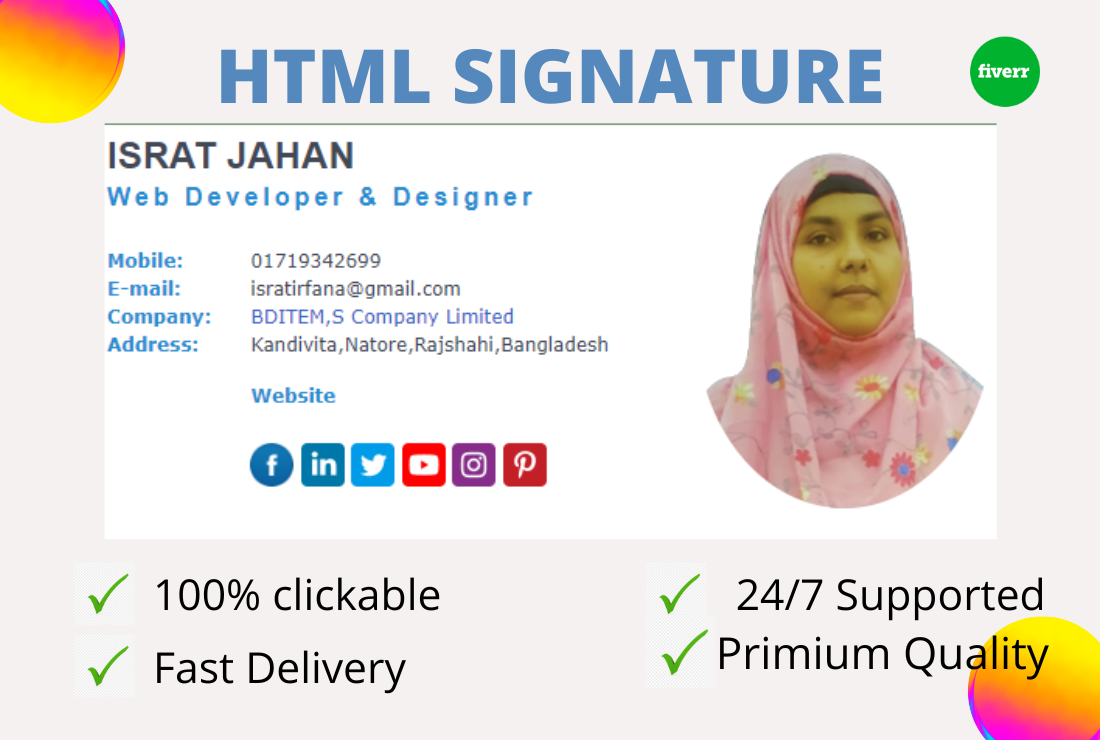 HTML SIGNATURE
fiverr
ISRAT JAHAN
Web Developer & Designer
Mobile: 01719342699
E-mail: isratirfana@gmail.com
Company: BDITEM,S Company Limited
Address: Kandivita,Natore,Rajshahi,Bangladesh
Website
f in P
100% clickable
24/7 Supported
Fast Delivery
Primium Quality